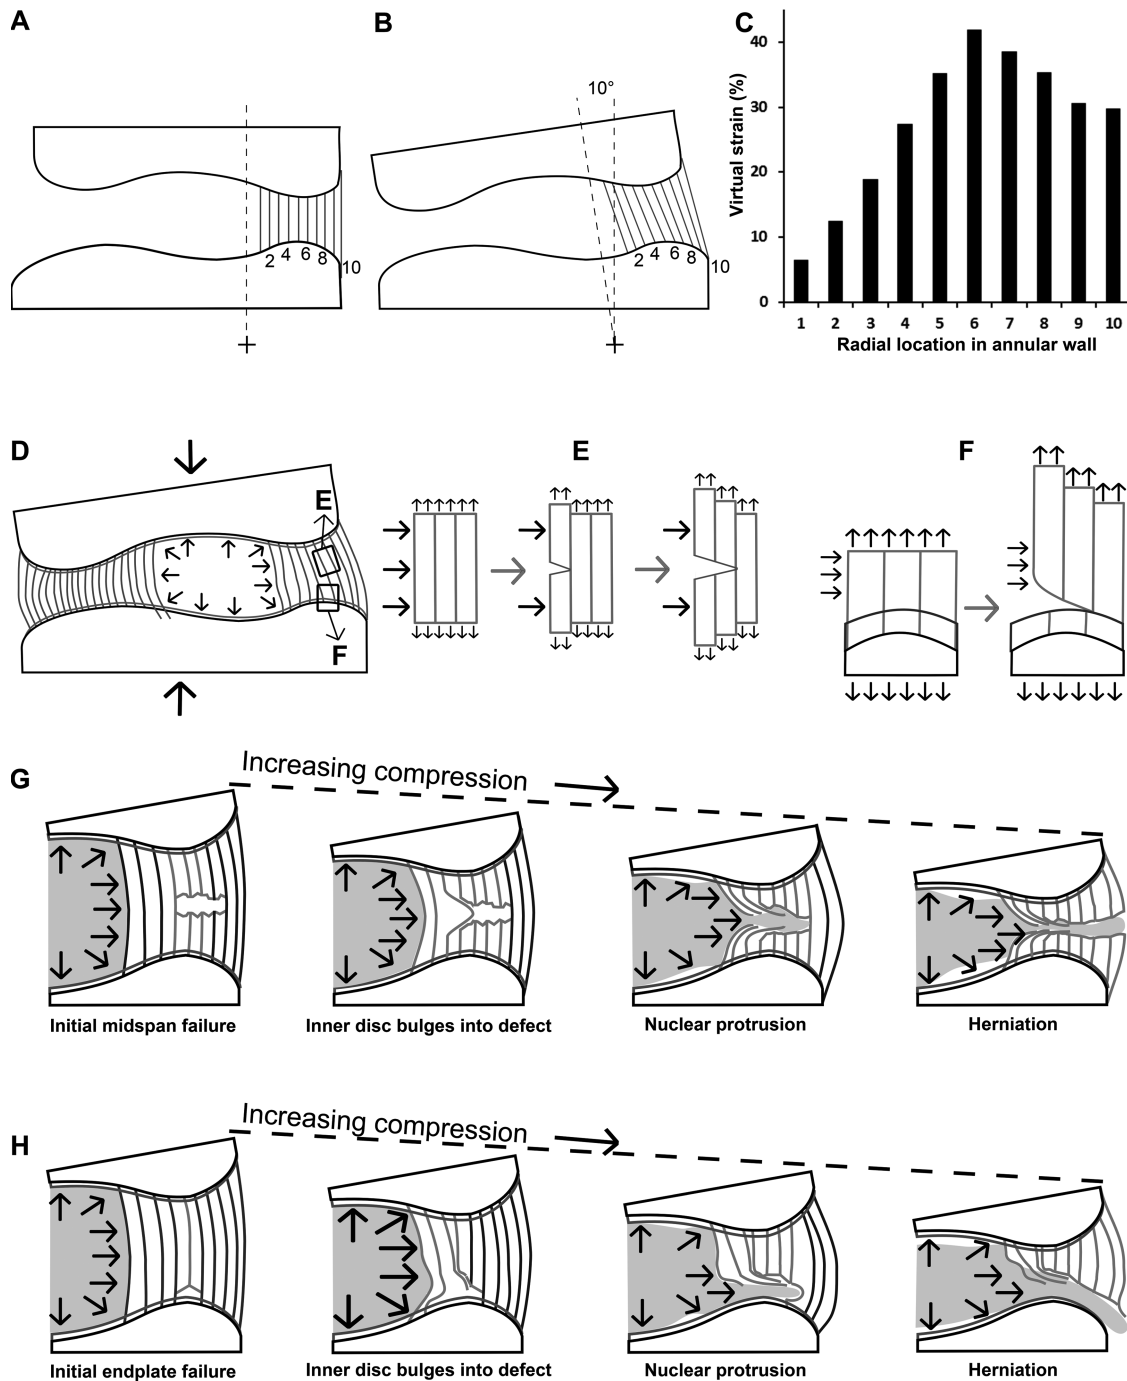 A
B
10°
2 4 6 8 10
2 4 6 8 10
C
Virtual strain (%)
40
30
20
10
0
1 2 3 4 5 6 7 8 9 10
Radial location in annular wall
D
E
F
E
F
G
Increasing compression
Initial midspan failure
Inner disc bulges into defect
Nuclear protrusion
Herniation
H
Increasing compression
Initial endplate failure
Inner disc bulges into defect
Nuclear protrusion
Herniation